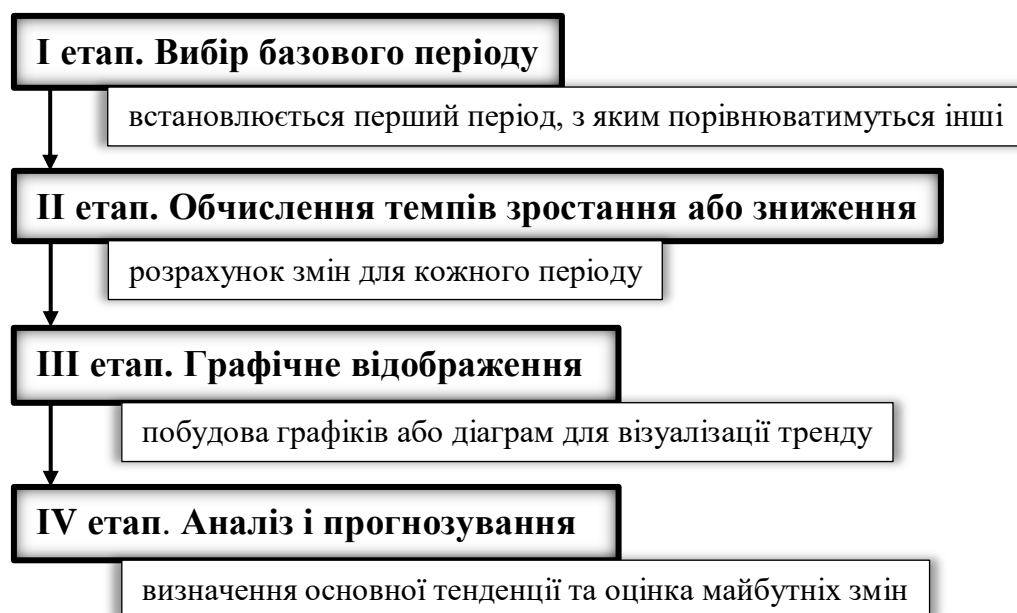 І етап. Вибір базового періоду
встановлюється перший період, з яким порівнюватимуться інші
ІІ етап. Обчислення темпів зростання або зниження
розрахунок змін для кожного періоду
ІІІ етап. Графічне відображення
побудова графіків або діаграм для візуалізації тренду
IV етап. Аналіз і прогнозування
визначення основної тенденції та оцінка майбутніх змін